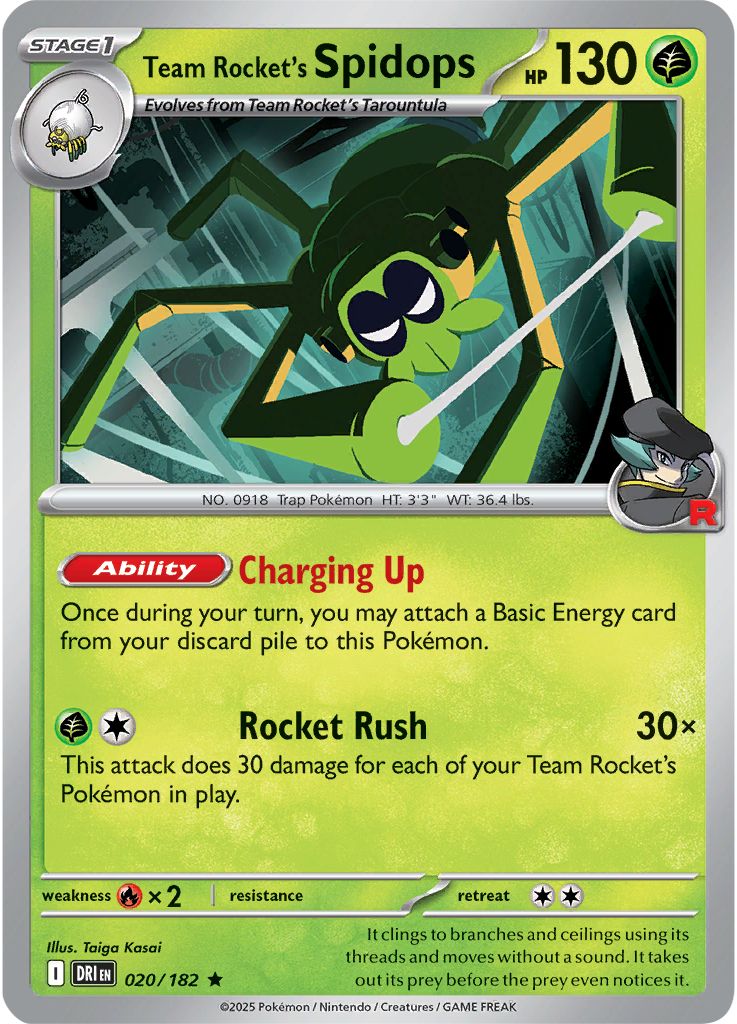 STAGE1
Team Rocket's Spidops HP 130
Evolves from Team Rocket's Tarountula
R
NO. 0918 Trap Pokémon HT: 3'3" WT: 36.4 lbs.
Ability Charging Up
Once during your turn, you may attach a Basic Energy card
from your discard pile to this Pokémon.
Rocket Rush 30×
This attack does 30 damage for each of your Team Rocket's
Pokémon in play.
weakness ×2 resistance retreat
Illus. Taiga Kasai
I DRI EN 020/182 ★
It clings to branches and ceilings using its
threads and moves without a sound. It takes
out its prey before the prey even notices it.
©2025 Pokémon / Nintendo / Creatures / GAME FREAK